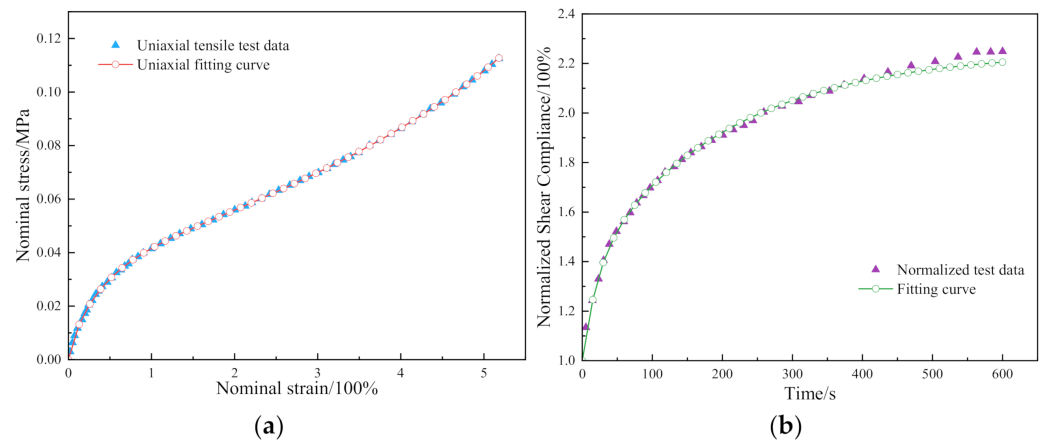 Uniaxial tensile test data
Uniaxial fitting curve
Nominal stress/MPa
0.12
0.10
0.08
0.06
0.04
0.02
0.00
0 1 2 3 4 5
Nominal strain/100%
(a)
Normalized Shear Compliance/100%
2.4
2.2
2.0
1.8
1.6
1.4
1.2
1.0
Normalized test data
Fitting curve
0 100 200 300 400 500 600
Time/s
(b)